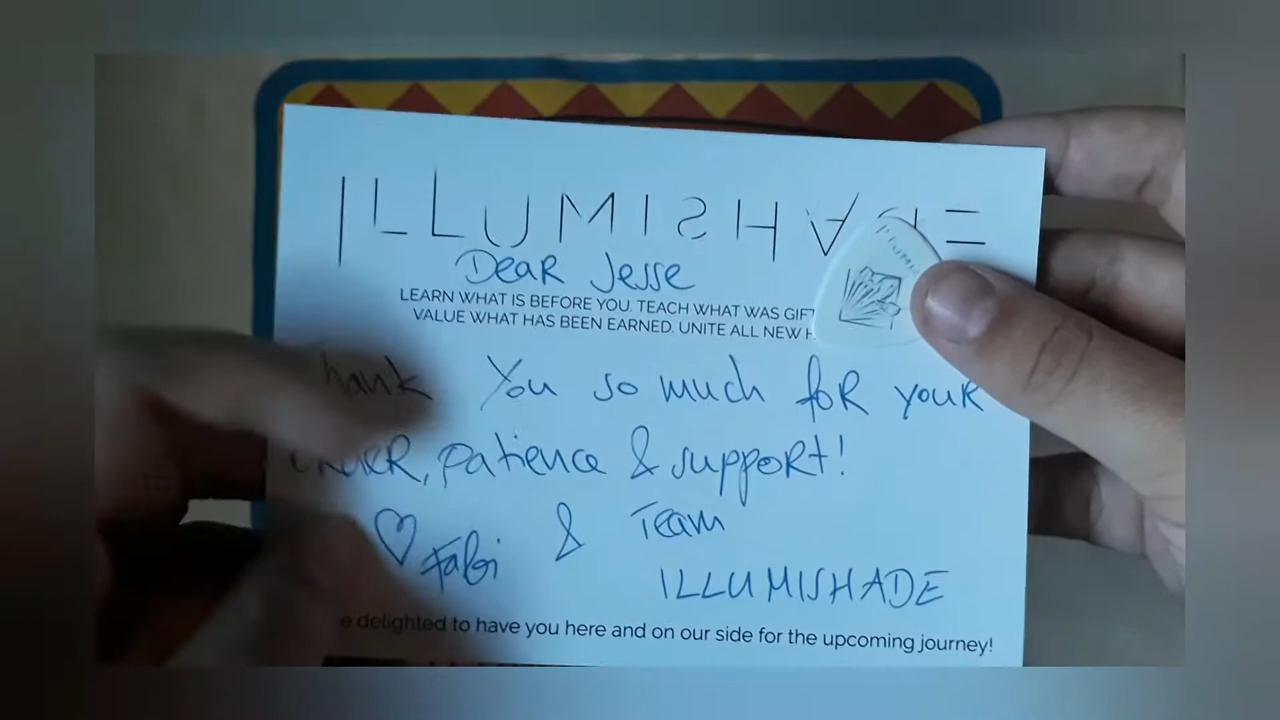 ILLUMISHADE
Dear Jesse
LEARN WHAT IS BEFORE YOU. TEACH WHAT WAS
VALUE WHAT HAS BEEN EARNED. UNITE ALL NEW
Thank You so much for your
order, patience & support!
♡ Fabi & Team
ILLUMISHADE
delighted to have you here and on our side for the upcoming journey!